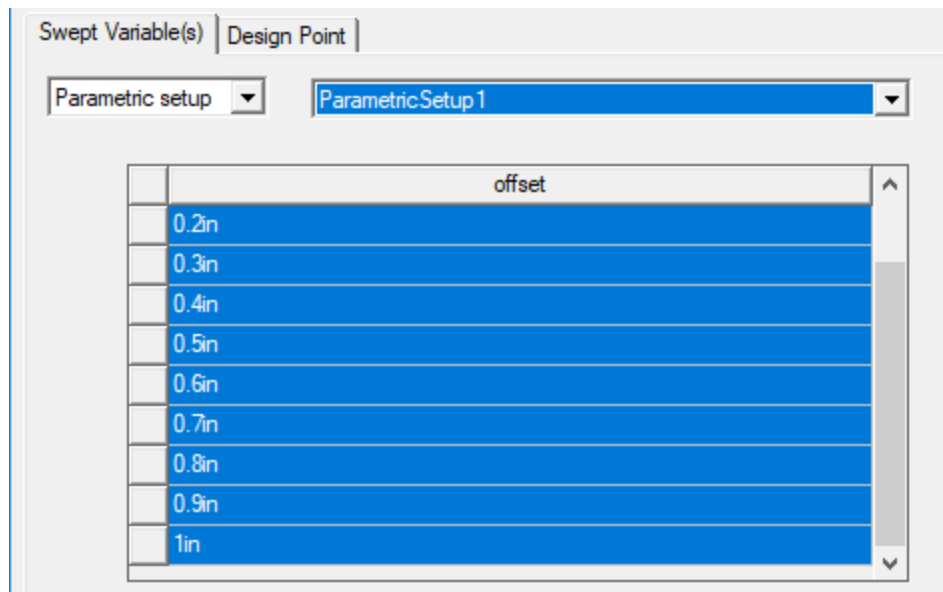 Swept Variable(s) Design Point
Parametric setup ParametricSetup1
offset
0.2in
0.3in
0.4in
0.5in
0.6in
0.7in
0.8in
0.9in
1in